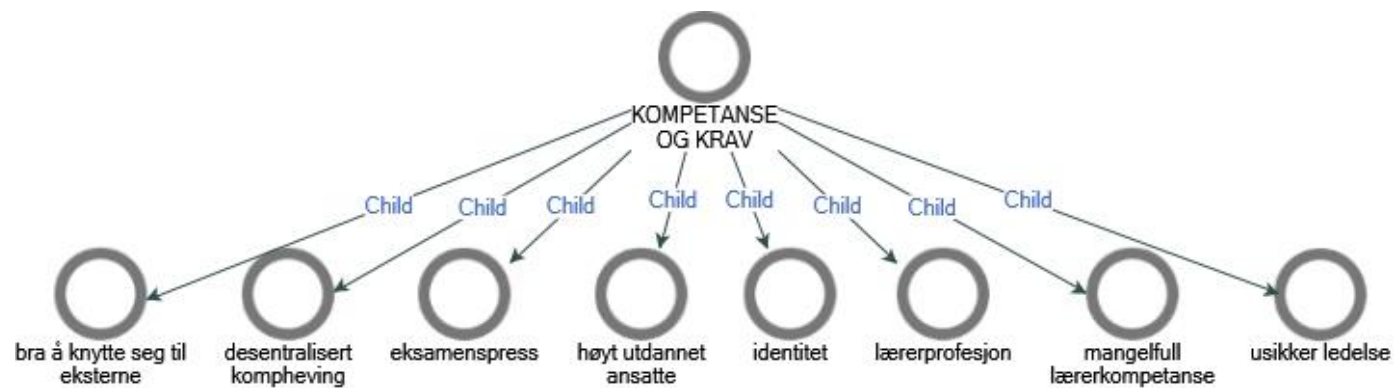 KOMPETANSE
OG KRAV
Child
Child
Child
Child
Child
Child
Child
Child
bra å knytte seg til
eksterne
desentralisert
kompheving
eksamenspress
høyt utdannet
ansatte
identitet
lærerprofesjon
mangelfull
lærerkompetanse
usikker ledelse